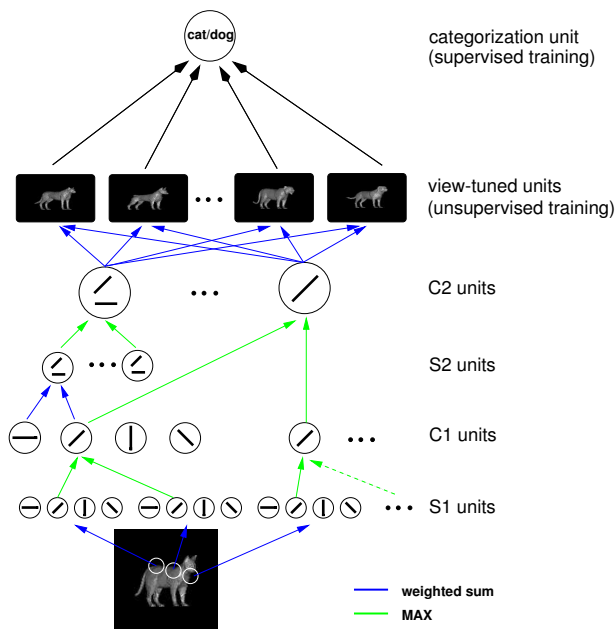 cat/dog
categorization unit
(supervised training)
view-tuned units
(unsupervised training)
C2 units
S2 units
C1 units
S1 units
weighted sum
MAX